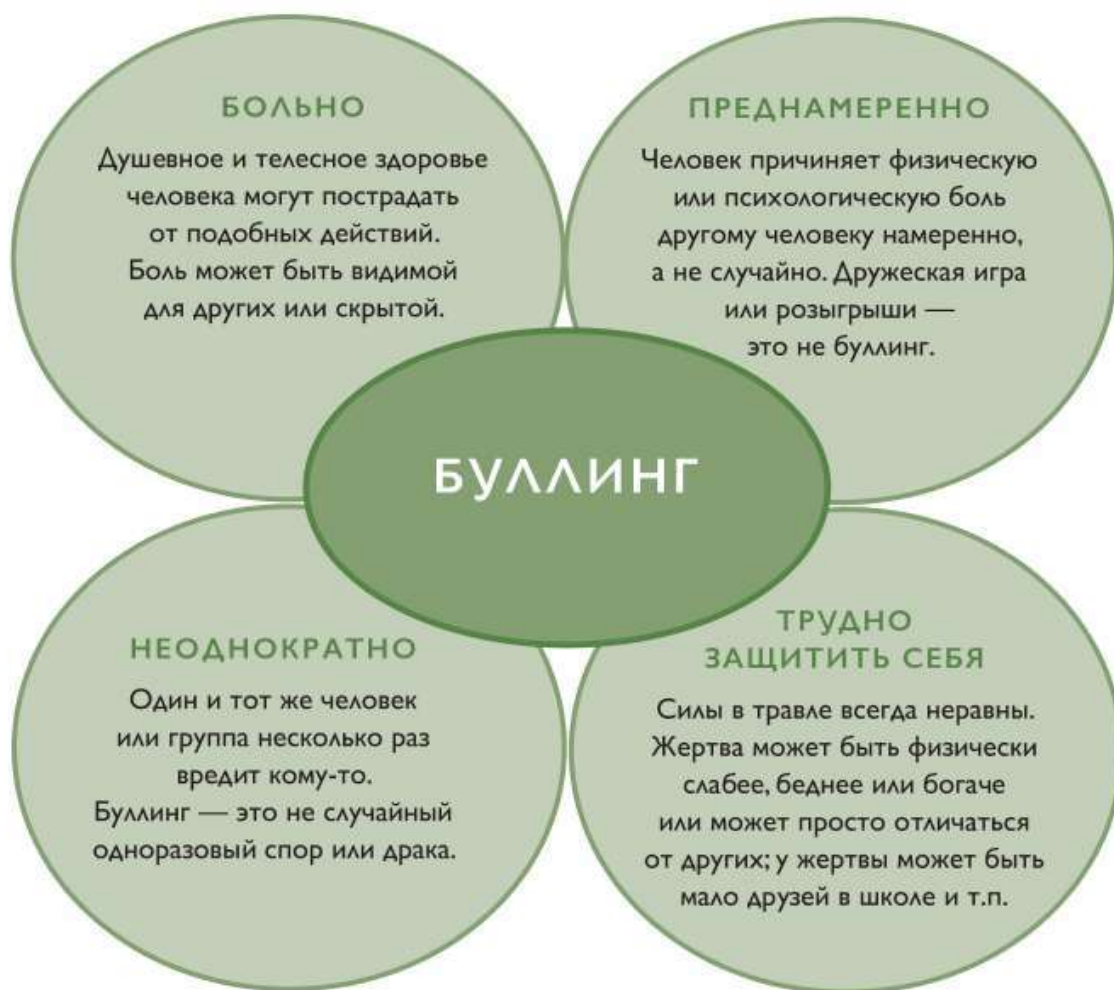 БОЛЬНО
Душевное и телесное здоровье
человека могут пострадать
от подобных действий.
Боль может быть видимой
для других или скрытой.
ПРЕДНАМЕРЕННО
Человек причиняет физическую
или психологическую боль
другому человеку намеренно,
а не случайно. Дружеская игра
или розыгрыши —
это не буллинг.
БУЛЛИНГ
НЕОДНОКРАТНО
Один и тот же человек
или группа несколько раз
вредит кому-то.
Буллинг — это не случайный
одноразовый спор или драка.
ТРУДНО
ЗАЩИТИТЬ СЕБЯ
Силы в травле всегда неравны.
Жертва может быть физически
слабее, беднее или богаче
или может просто отличаться
от других; у жертвы может быть
мало друзей в школе и т.п.